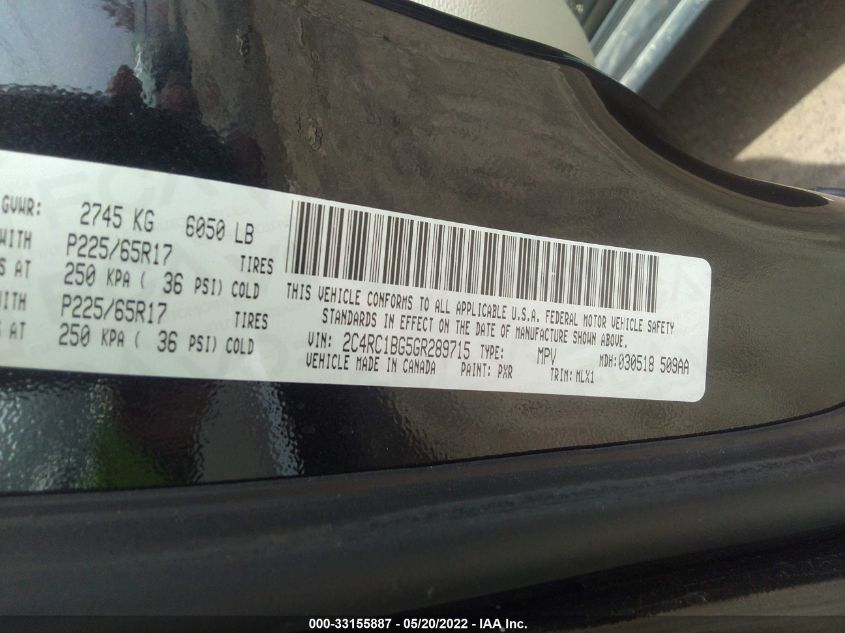 GVWR: 2745 KG 6050 LB
WITH P225/65R17 TIRES
AT 250 KPA ( 36 PSI) COLD
WITH P225/65R17 TIRES
AT 250 KPA ( 36 PSI) COLD
THIS VEHICLE CONFORMS TO ALL APPLICABLE U.S.A. FEDERAL MOTOR VEHICLE SAFETY
STANDARDS IN EFFECT ON THE DATE OF MANUFACTURE SHOWN ABOVE.
VIN: 2C4RC1BG5GR289715 TYPE: MPV MDH:030518 509AA
VEHICLE MADE IN CANADA PAINT: PXR TRIM: MLX1
000-33155887 - 05/20/2022 - IAA Inc.